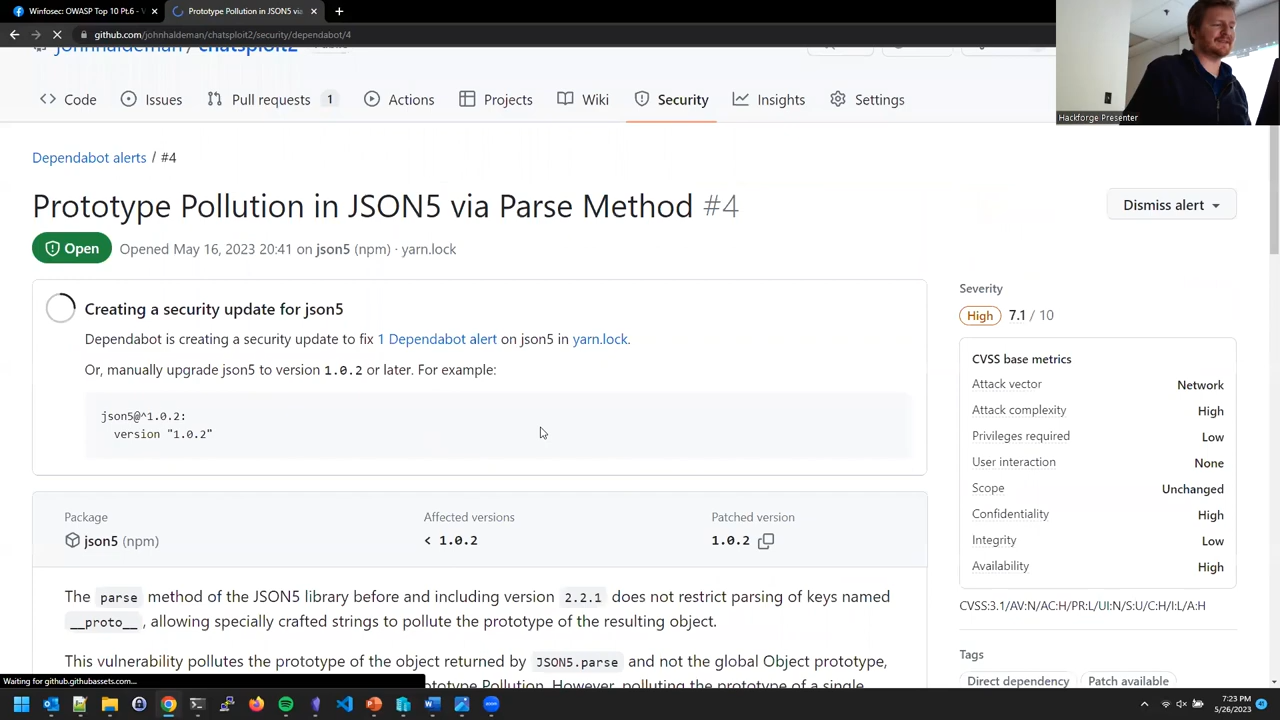 Infosec: OWASP Top 10 Pt.6 - V
Prototype Pollution in JSON5 via
github.com/johnhaldeman/chatsploit2/security/dependabot/4
johnhaldeman / chatsploit2
Code Issues Pull requests 1 Actions Projects Wiki Security Insights Settings
Hackforge Presenter
Dependabot alerts / #4
Prototype Pollution in JSON5 via Parse Method #4
Dismiss alert
Open Opened May 16, 2023 20:41 on json5 (npm) · yarn.lock
Creating a security update for json5
Dependabot is creating a security update to fix 1 Dependabot alert on json5 in yarn.lock.
Or, manually upgrade json5 to version 1.0.2 or later. For example:
json5@^1.0.2:
version "1.0.2"
Package Affected versions Patched version
json5 (npm) < 1.0.2 1.0.2
The parse method of the JSON5 library before and including version 2.2.1 does not restrict parsing of keys named
__proto__, allowing specially crafted strings to pollute the prototype of the resulting object.
This vulnerability pollutes the prototype of the object returned by JSON5.parse and not the global Object prototype,
Prototype Pollution. However, polluting the prototype of a single
Severity
High 7.1 / 10
CVSS base metrics
Attack vector Network
Attack complexity High
Privileges required Low
User interaction None
Scope Unchanged
Confidentiality High
Integrity Low
Availability High
CVSS:3.1/AV:N/AC:H/PR:L/UI:N/S:U/C:H/I:L/A:H
Tags
Direct dependency Patch available
Waiting for github.githubassets.com...
7:23 PM
5/26/2023